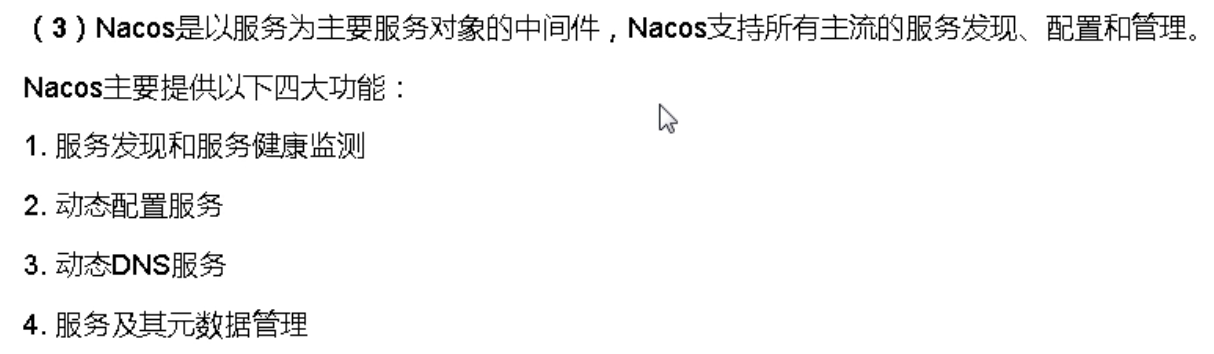 （3）Nacos是以服务为主要服务对象的中间件，Nacos支持所有主流的服务发现、配置和管理。
Nacos主要提供以下四大功能：
1. 服务发现和服务健康监测
2. 动态配置服务
3. 动态DNS服务
4. 服务及其元数据管理